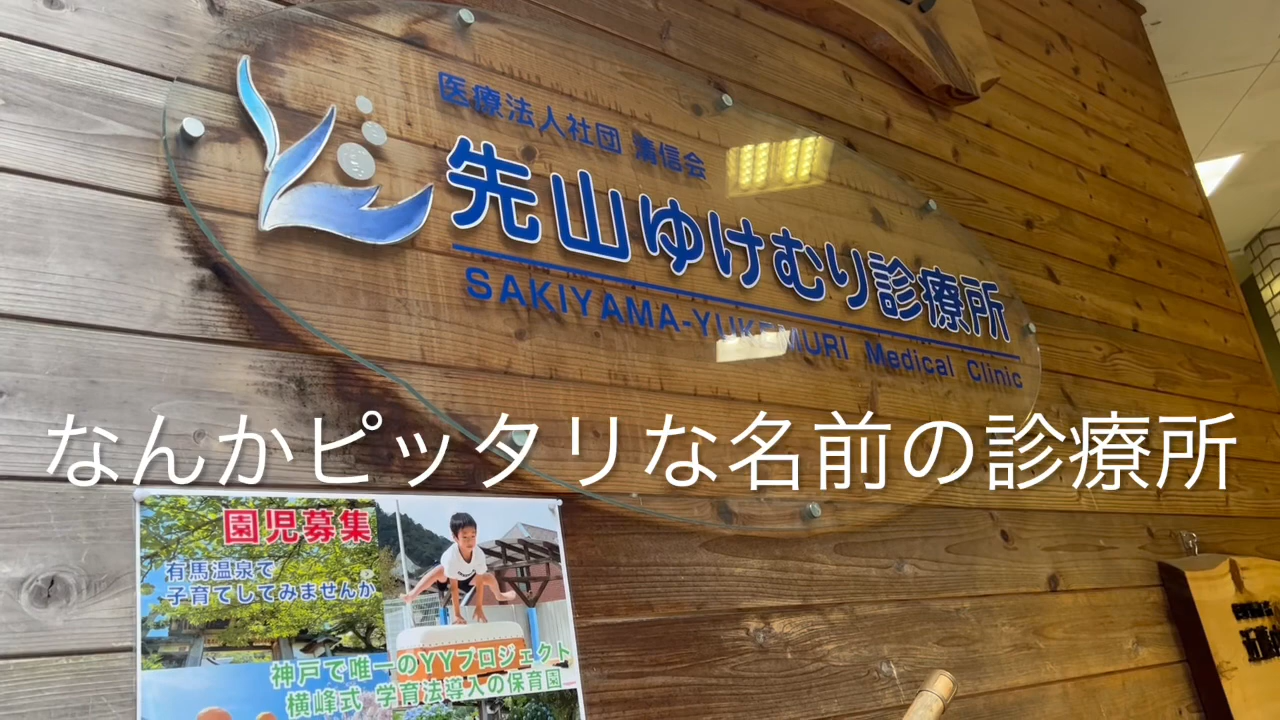 医療法人社団 清信会
先山ゆけむり診療所
SAKIYAMA-YUKEMURI Medical Clinic
なんかピッタリな名前の診療所
園児募集
有馬温泉で
子育てしてみませんか
神戸で唯一のYYプロジェクト
横峰式 学育法導入の保育園